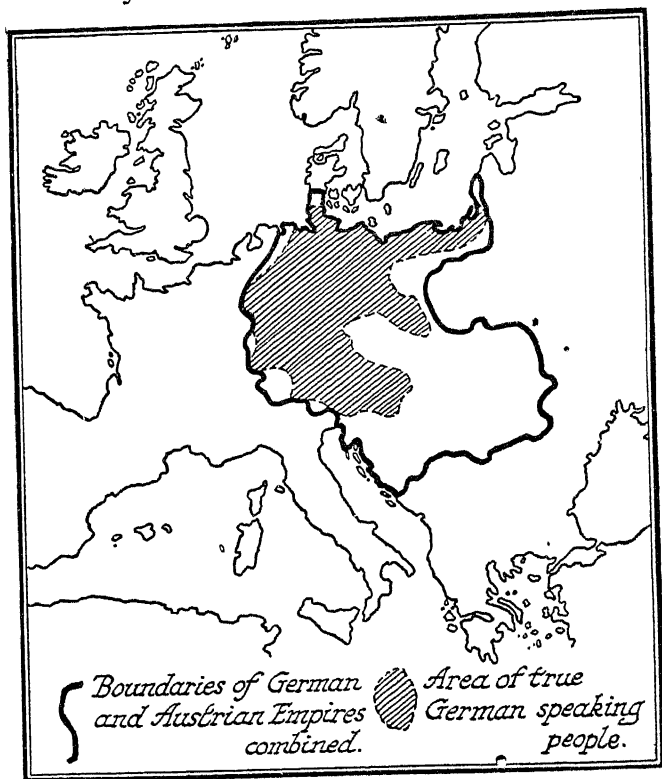 Boundaries of German
and Austrian Empires
combined.
Area of true
German speaking
people.